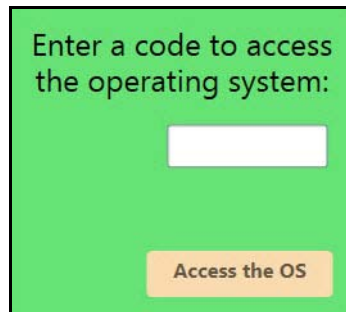 Enter a code to access
the operating system:
Access the OS